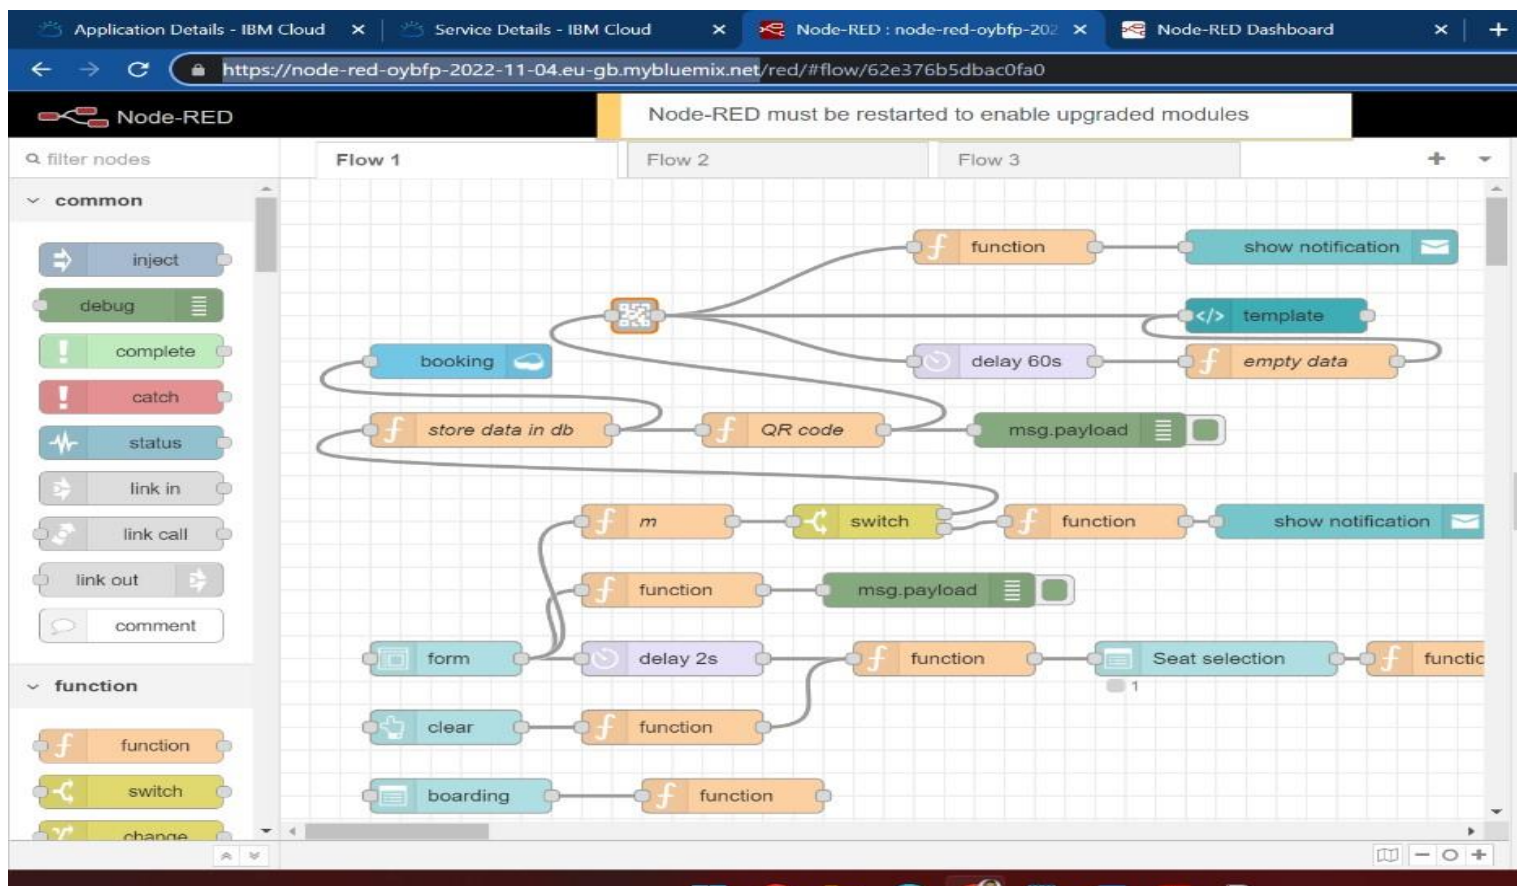 Application Details - IBM Cloud
Service Details - IBM Cloud
Node-RED : node-red-oybfp-202
Node-RED Dashboard
https://node-red-oybfp-2022-11-04.eu-gb.mybluemix.net/red/#flow/62e376b5dbac0fa0
Node-RED
Node-RED must be restarted to enable upgraded modules
filter nodes
Flow 1
Flow 2
Flow 3
common
inject
debug
complete
catch
status
link in
link call
link out
comment
function
function
switch
change
function
show notification
</> template
booking
delay 60s
empty data
store data in db
QR code
msg.payload
m
switch
function
show notification
function
msg.payload
form
delay 2s
function
Seat selection
functic
1
clear
function
boarding
function